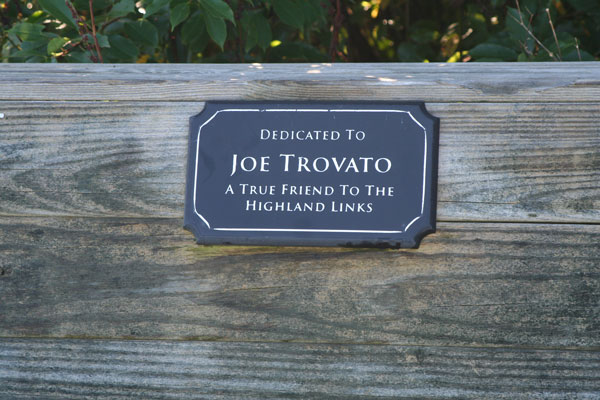 Dedicated To
Joe Trovato
A True Friend To The
Highland Links